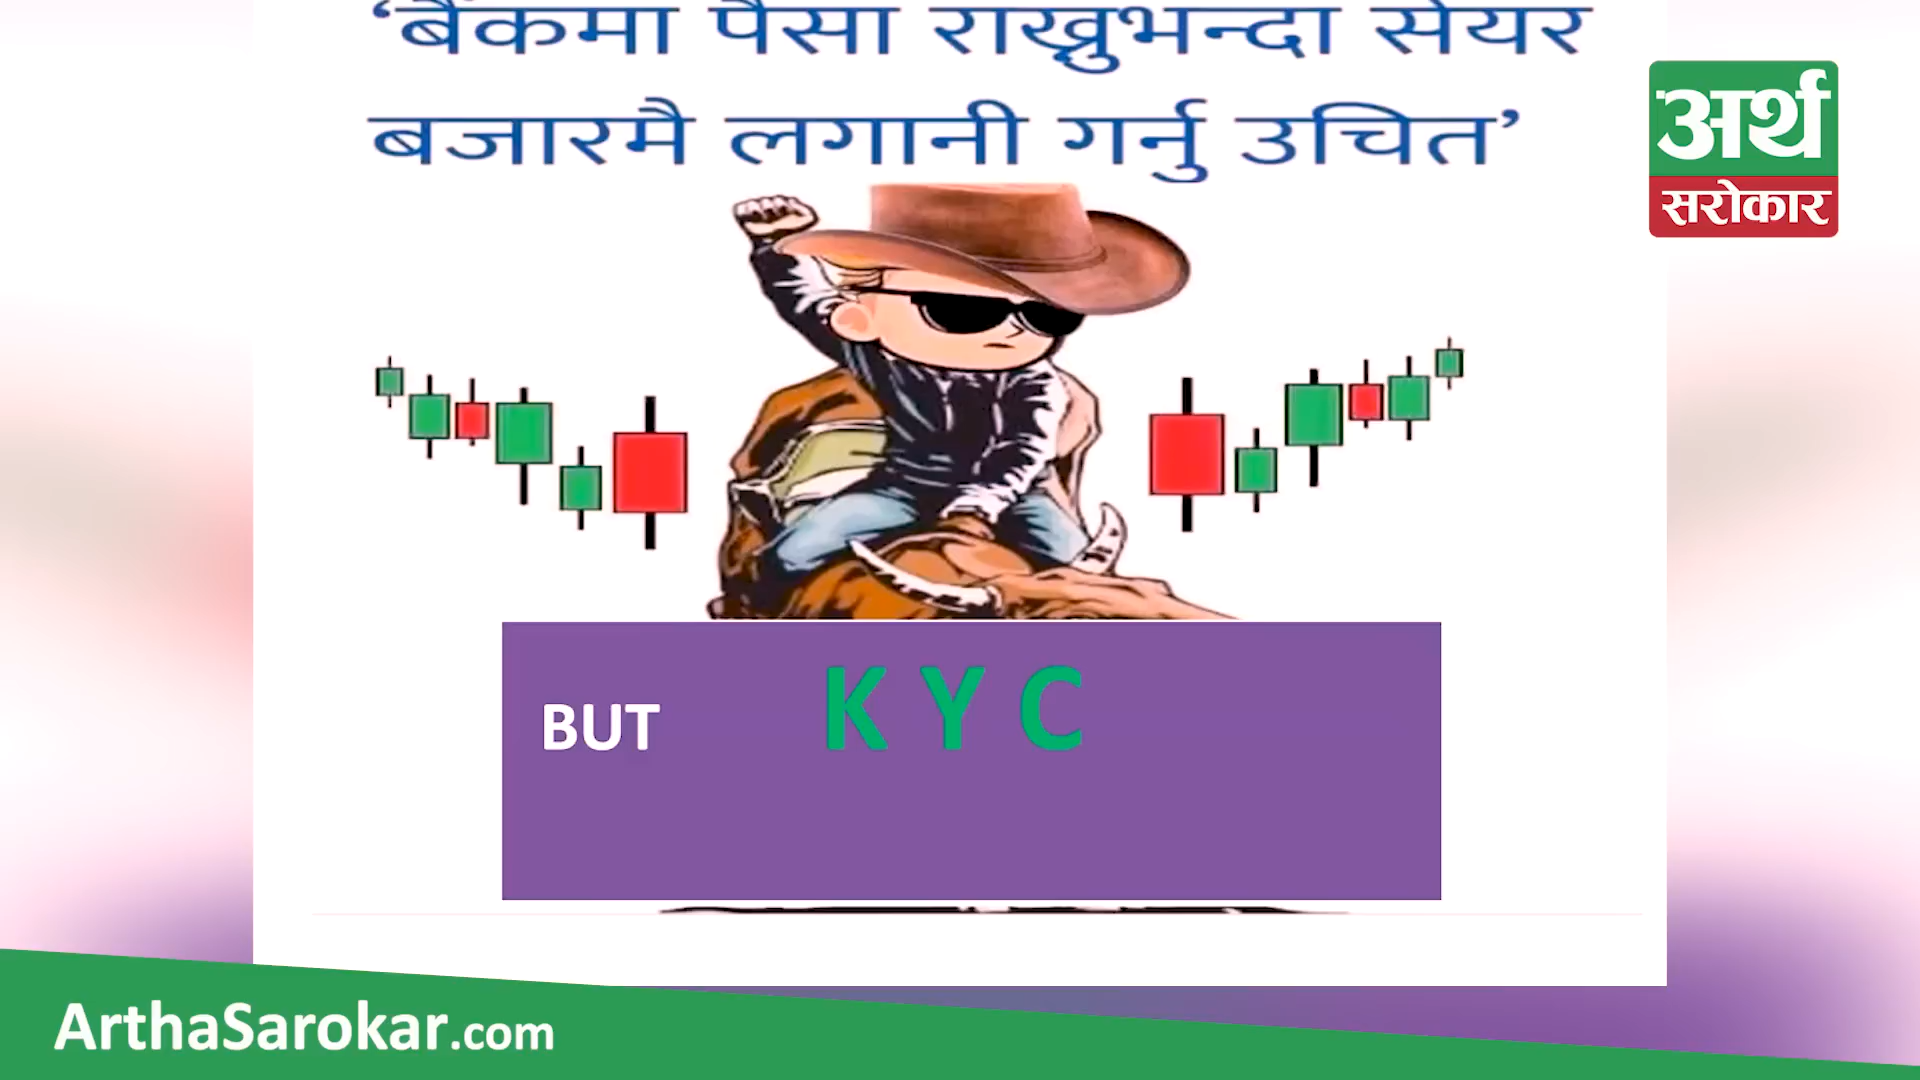 ‘बैंकमा पैसा राख्नुभन्दा सेयर
बजारमै लगानी गर्नु उचित’
अर्थ
सरोकार
BUT K Y C
ArthaSarokar.com